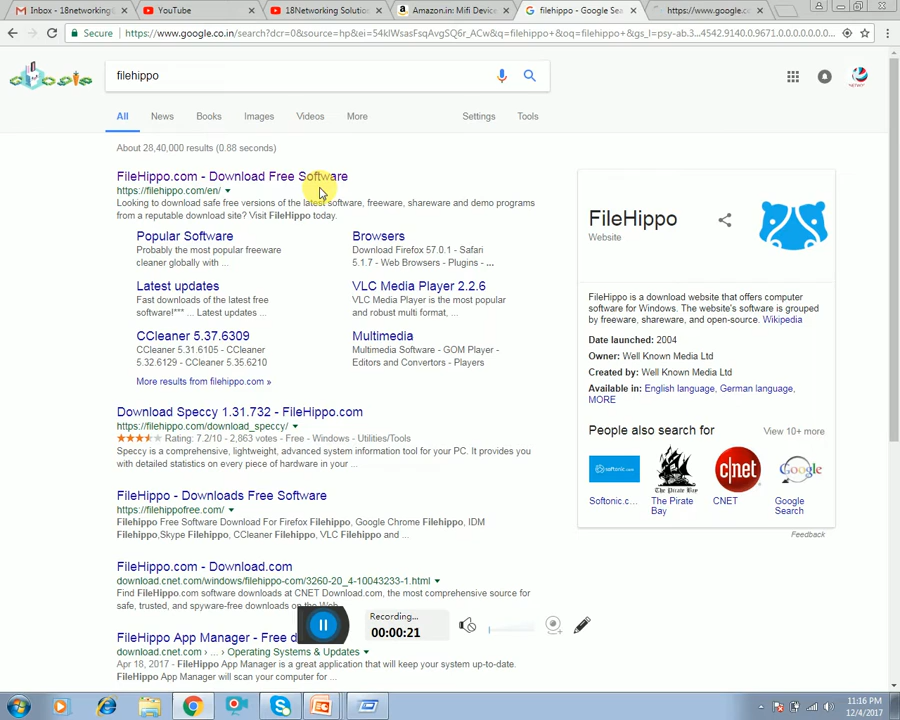 Inbox - 18networking@
YouTube
18Networking Solution
Amazon.in: Mifi Device
filehippo - Google Sea
https://www.google.co.
Secure
https://www.google.co.in/search?dcr=0&source=hp&ei=54klWsasFsqAvgSQ6r_ACw&q=filehippo+&oq=filehippo+&gs_l=psy-ab.3...4542.9140.0.9671.0.0.0.0.0.0.0.0..0.0....0...
filehippo
All
News
Books
Images
Videos
More
Settings
Tools
About 28,40,000 results (0.88 seconds)
FileHippo.com - Download Free Software
https://filehippo.com/en/
Looking to download safe free versions of the latest software, freeware, shareware and demo programs
from a reputable download site? Visit FileHippo today.
Popular Software
Probably the most popular freeware
cleaner globally with ...
Browsers
Download Firefox 57.0.1 - Safari
5.1.7 - Web Browsers - Plugins - ...
Latest updates
Fast downloads of the latest free
software!*** ... Latest updates ...
VLC Media Player 2.2.6
VLC Media Player is the most popular
and robust multi format, ...
CCleaner 5.37.6309
CCleaner 5.31.6105 - CCleaner
5.32.6129 - CCleaner 5.35.6210
Multimedia
Multimedia Software - GOM Player -
Editors and Convertors - Players
More results from filehippo.com »
Download Speccy 1.31.732 - FileHippo.com
https://filehippo.com/download_speccy/
Rating: 7.2/10 - 2,863 votes - Free - Windows - Utilities/Tools
Speccy is a comprehensive, lightweight, advanced system information tool for your PC. It provides you
with detailed statistics on every piece of hardware in your ...
FileHippo - Downloads Free Software
https://filehippofree.com/
Filehippo Free Software Download For Firefox Filehippo, Google Chrome Filehippo, IDM
Filehippo,Skype Filehippo, CCleaner Filehippo, VLC Filehippo and ...
FileHippo.com - Download.com
download.cnet.com/windows/filehippo-com/3260-20_4-10043233-1.html
Find FileHippo.com software downloads at CNET Download.com, the most comprehensive source for
safe, trusted, and spyware-free downloads on the Web
FileHippo App Manager - Free d
download.cnet.com › ... › Operating Systems & Updates
Apr 18, 2017 - FileHippo App Manager is a great application that will keep your system up-to-date.
FileHippo App Manager will scan your computer for ...
FileHippo
Website
FileHippo is a download website that offers computer
software for Windows. The website's software is grouped
by freeware, shareware, and open-source. Wikipedia
Date launched: 2004
Owner: Well Known Media Ltd
Created by: Well Known Media Ltd
Available in: English language, German language,
MORE
People also search for
View 10+ more
Softonic.c...
The Pirate
Bay
cnet
CNET
Google
Google
Search
Feedback
Recording...
00:00:21
11:16 PM
12/4/2017